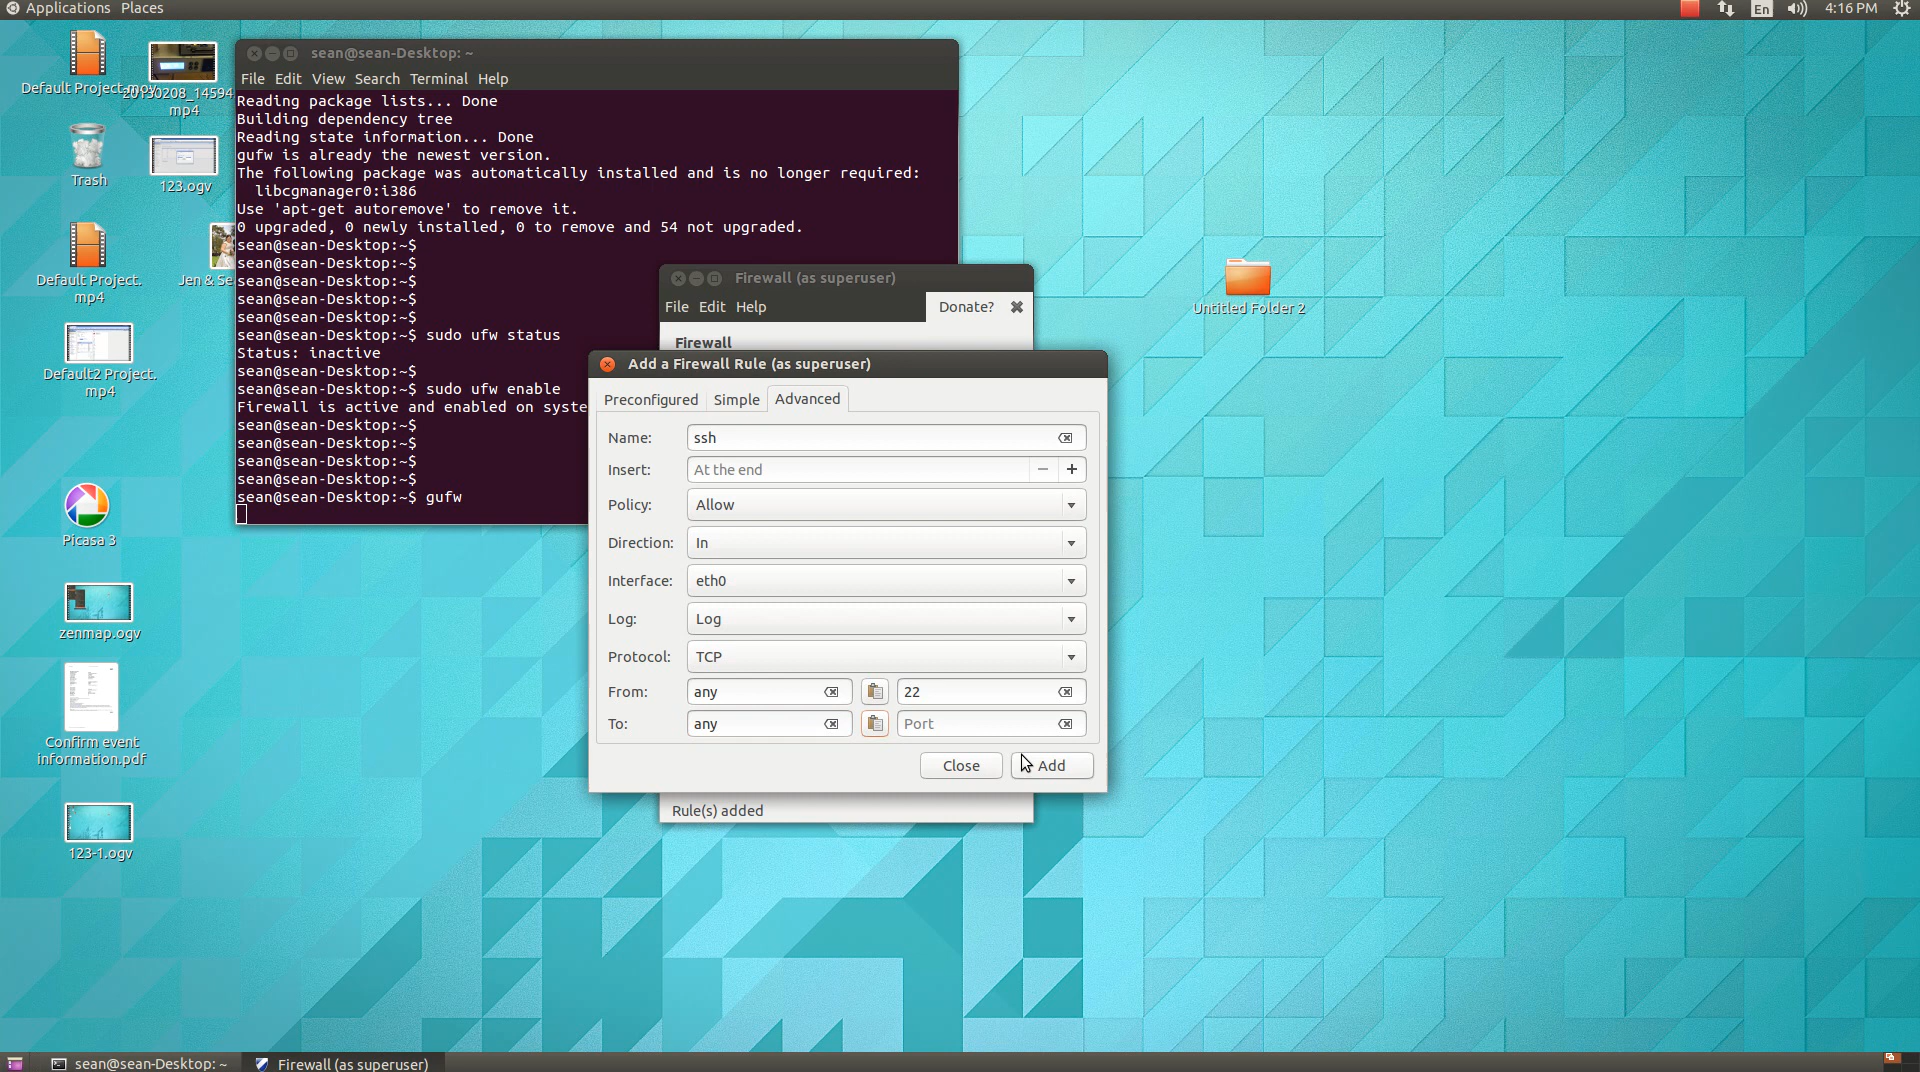 Applications Places
En 4:16 PM
Default Project.mov
20130208_14594
mp4
Trash
123.ogv
Default Project.
mp4
Jen & Se
Default2 Project.
mp4
Picasa 3
zenmap.ogv
Confirm event
information.pdf
123-1.ogv
Untitled Folder 2
sean@sean-Desktop: ~
File Edit View Search Terminal Help
Reading package lists... Done
Building dependency tree
Reading state information... Done
gufw is already the newest version.
The following package was automatically installed and is no longer required:
libcgmanager0:i386
Use 'apt-get autoremove' to remove it.
0 upgraded, 0 newly installed, 0 to remove and 54 not upgraded.
sean@sean-Desktop:~$
sean@sean-Desktop:~$
sean@sean-Desktop:~$
sean@sean-Desktop:~$
sean@sean-Desktop:~$
sean@sean-Desktop:~$ sudo ufw status
Status: inactive
sean@sean-Desktop:~$
sean@sean-Desktop:~$ sudo ufw enable
Firewall is active and enabled on syste
sean@sean-Desktop:~$
sean@sean-Desktop:~$
sean@sean-Desktop:~$
sean@sean-Desktop:~$
sean@sean-Desktop:~$ gufw
Firewall (as superuser)
File Edit Help Donate?
Firewall
Add a Firewall Rule (as superuser)
Preconfigured Simple Advanced
Name: ssh
Insert: At the end
Policy: Allow
Direction: In
Interface: eth0
Log: Log
Protocol: TCP
From: any 22
To: any Port
Close Add
Rule(s) added
sean@sean-Desktop: ~ Firewall (as superuser)